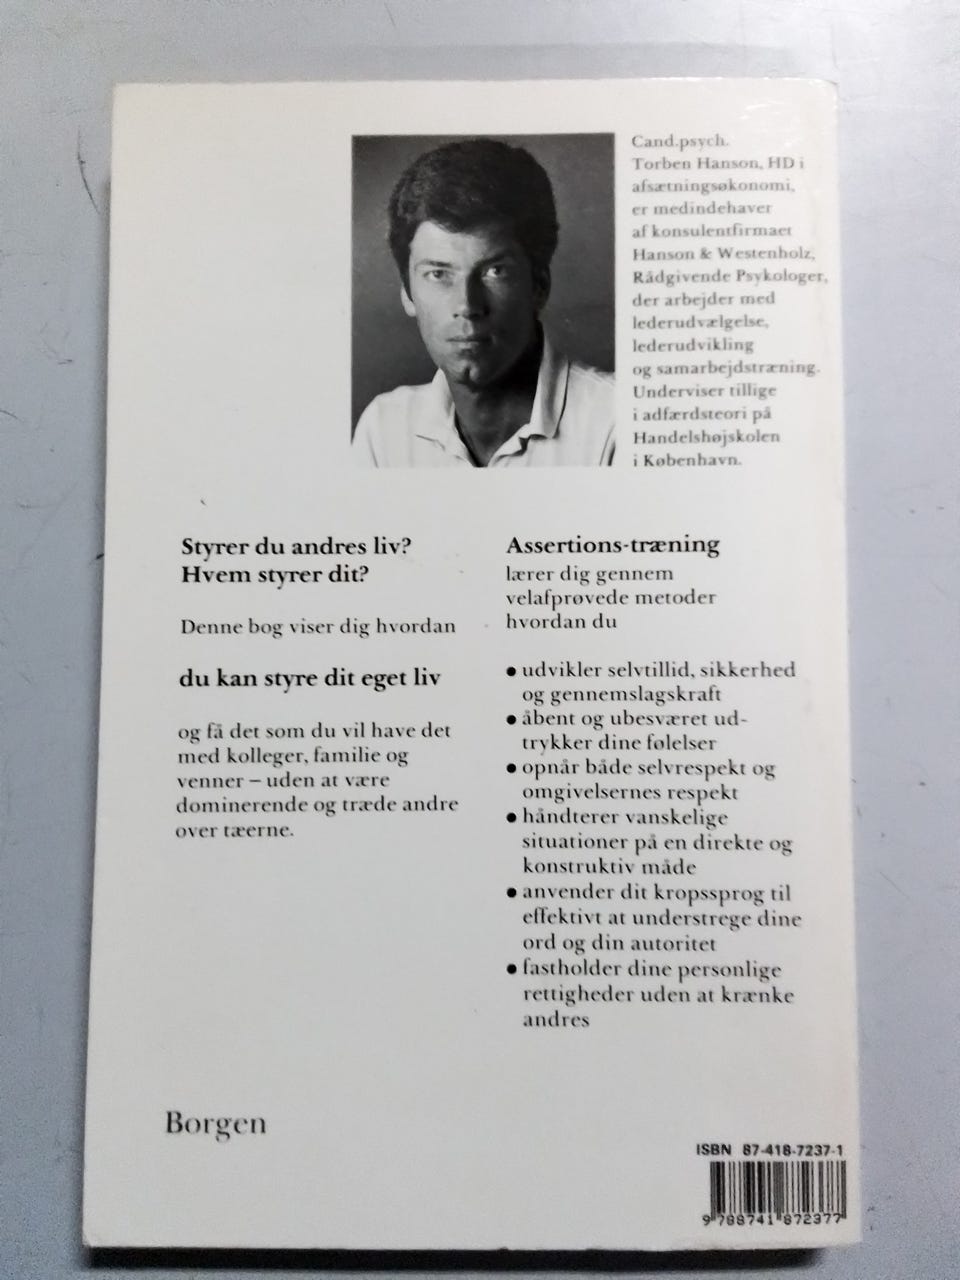 Cand.psych.
Torben Hanson, HD i
afsætningsøkonomi,
er medindehaver
af konsulentfirmaet
Hanson & Westenholz,
Rådgivende Psykologer,
der arbejder med
lederudvælgelse,
lederudvikling
og samarbejdstræning.
Underviser tillige
i adfærdsteori på
Handelshøjskolen
i København.
Styrer du andres liv?
Hvem styrer dit?
Denne bog viser dig hvordan
du kan styre dit eget liv
og få det som du vil have det
med kolleger, familie og
venner – uden at være
dominerende og træde andre
over tæerne.
Assertions-træning
lærer dig gennem
velafprøvede metoder
hvordan du
● udvikler selvtillid, sikkerhed
og gennemslagskraft
● åbent og ubesværet ud-
trykker dine følelser
● opnår både selvrespekt og
omgivelsernes respekt
● håndterer vanskelige
situationer på en direkte og
konstruktiv måde
● anvender dit kropssprog til
effektivt at understrege dine
ord og din autoritet
● fastholder dine personlige
rettigheder uden at krænke
andres
Borgen
ISBN 87-418-7237-1
9 788741 872377